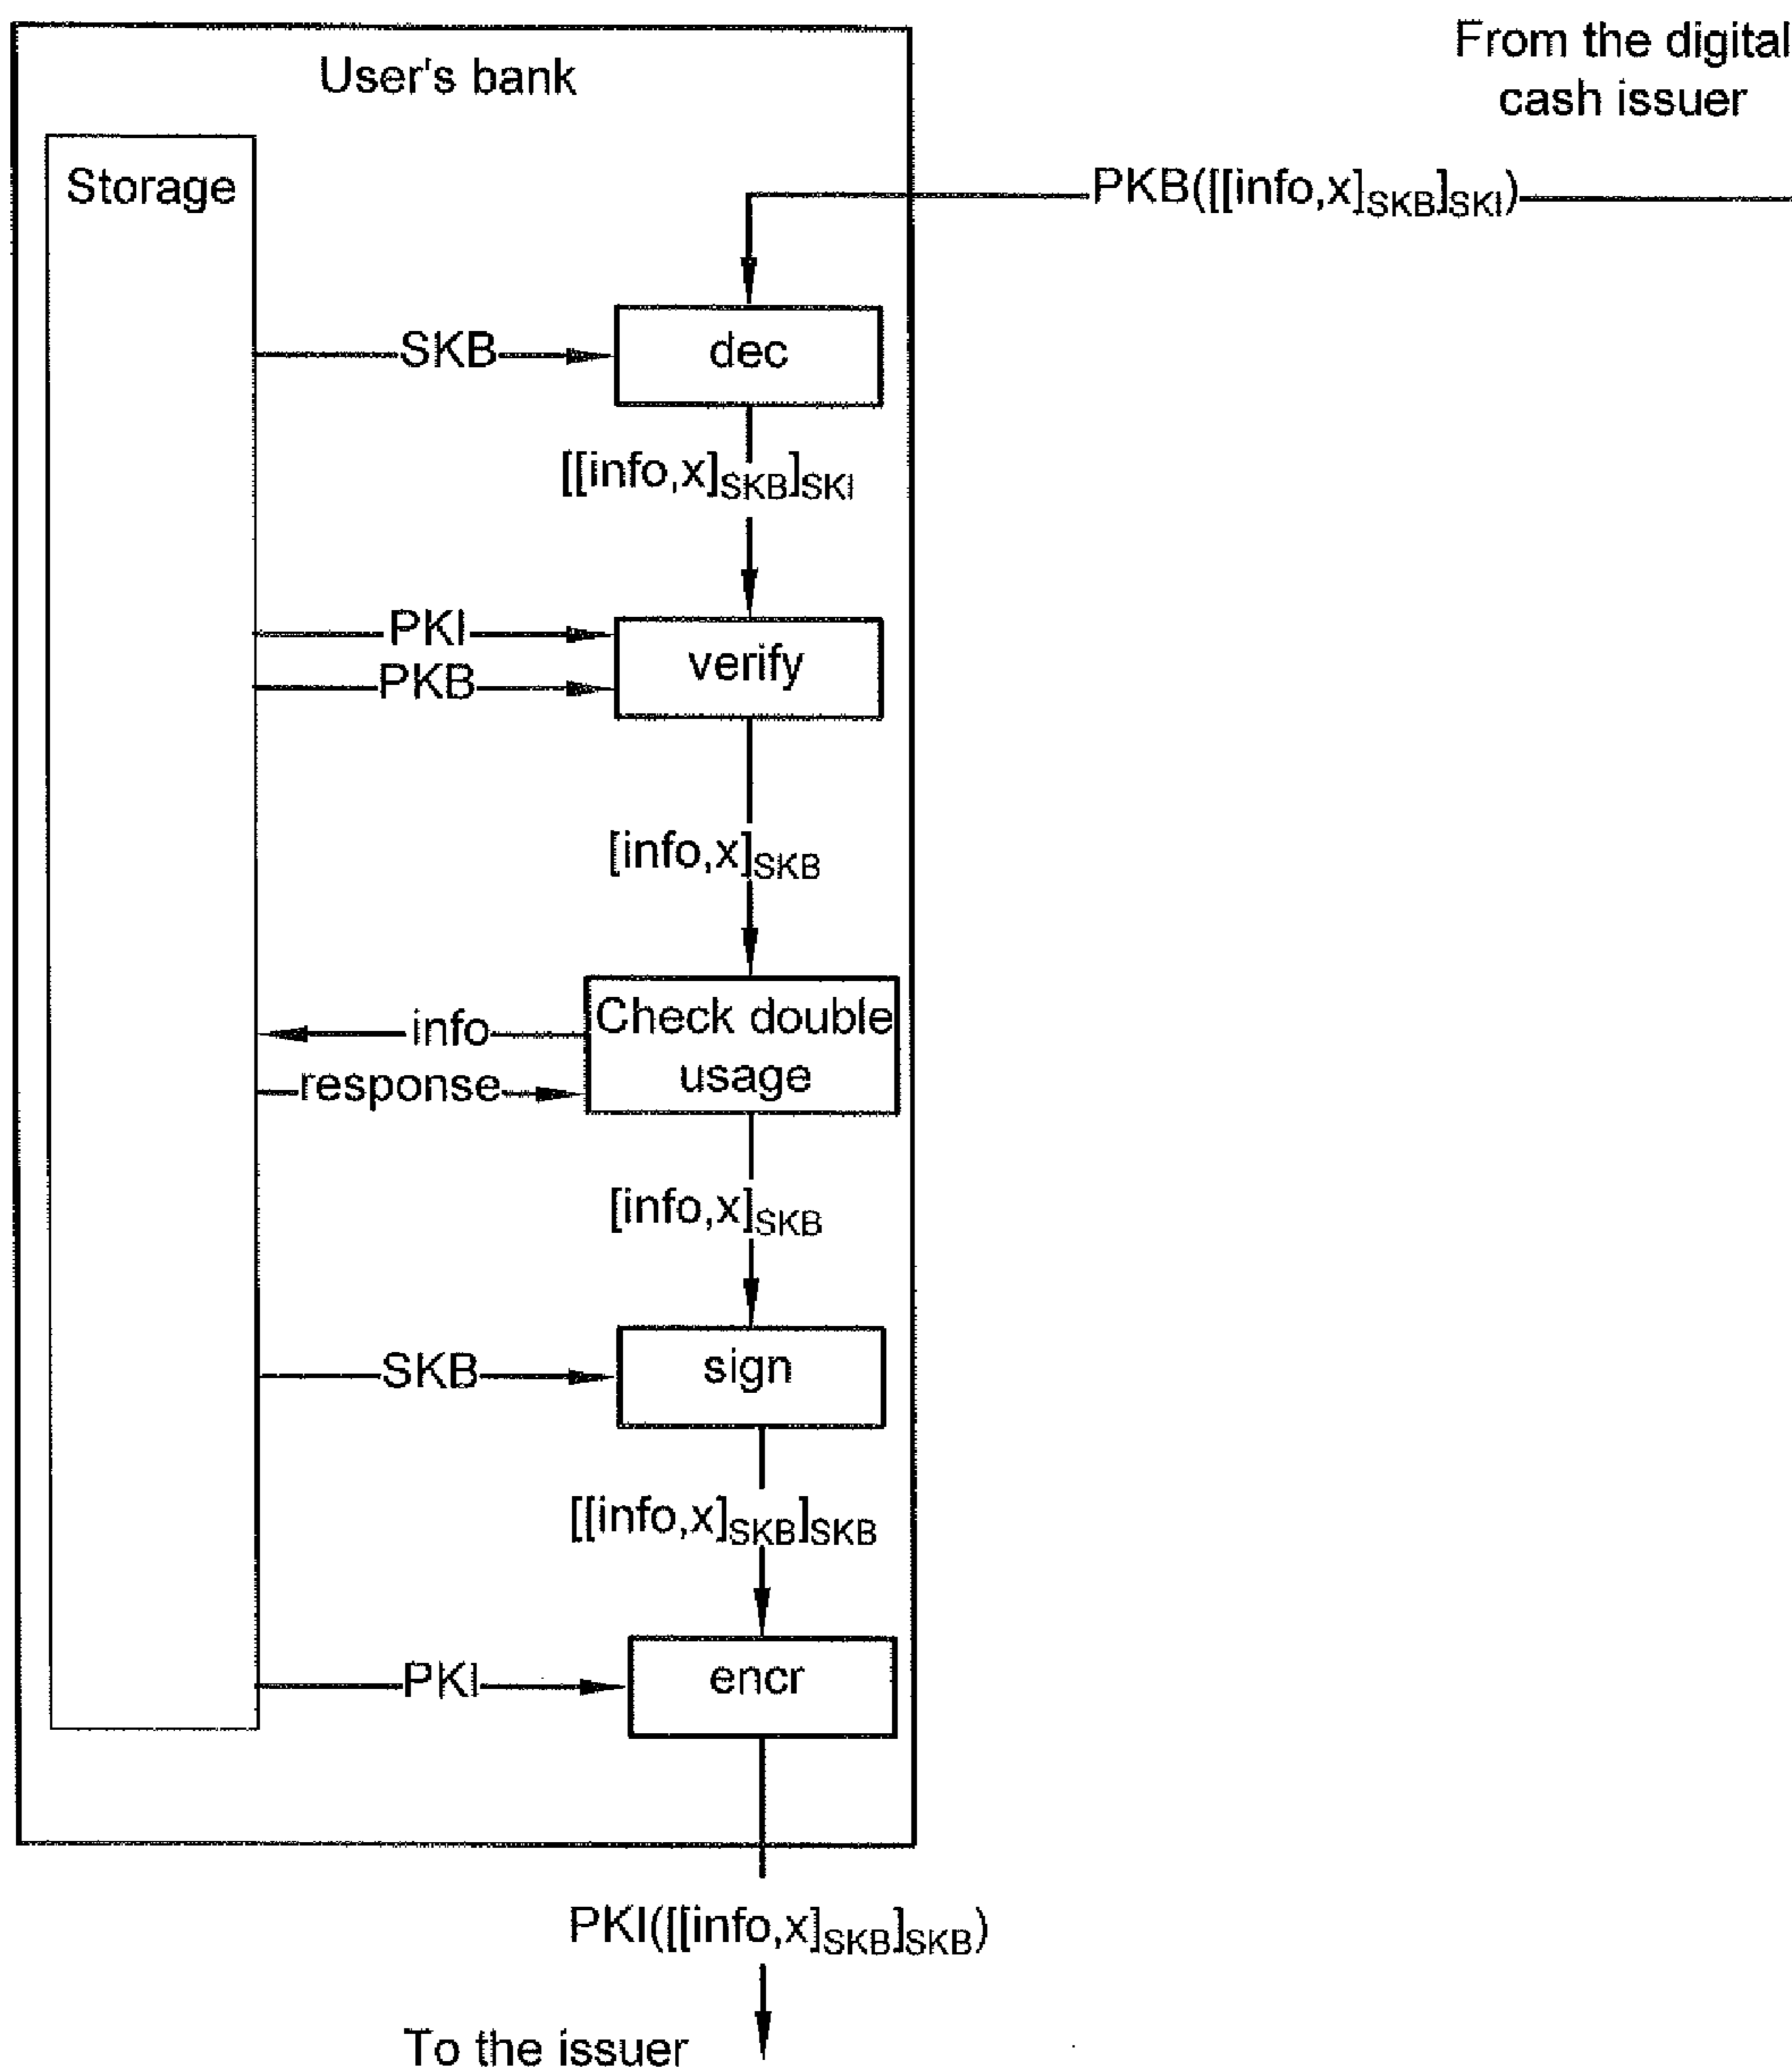 User's bank
From the digital
cash issuer
Storage
PKB([[info,x]SKB]SKI)
SKB
dec
[[info,x]SKB]SKI
PKI
PKB
verify
[info,x]SKB
info
response
Check double
usage
[info,x]SKB
SKB
sign
[[info,x]SKB]SKB
PKI
encr
PKI([[info,x]SKB]SKB)
To the issuer